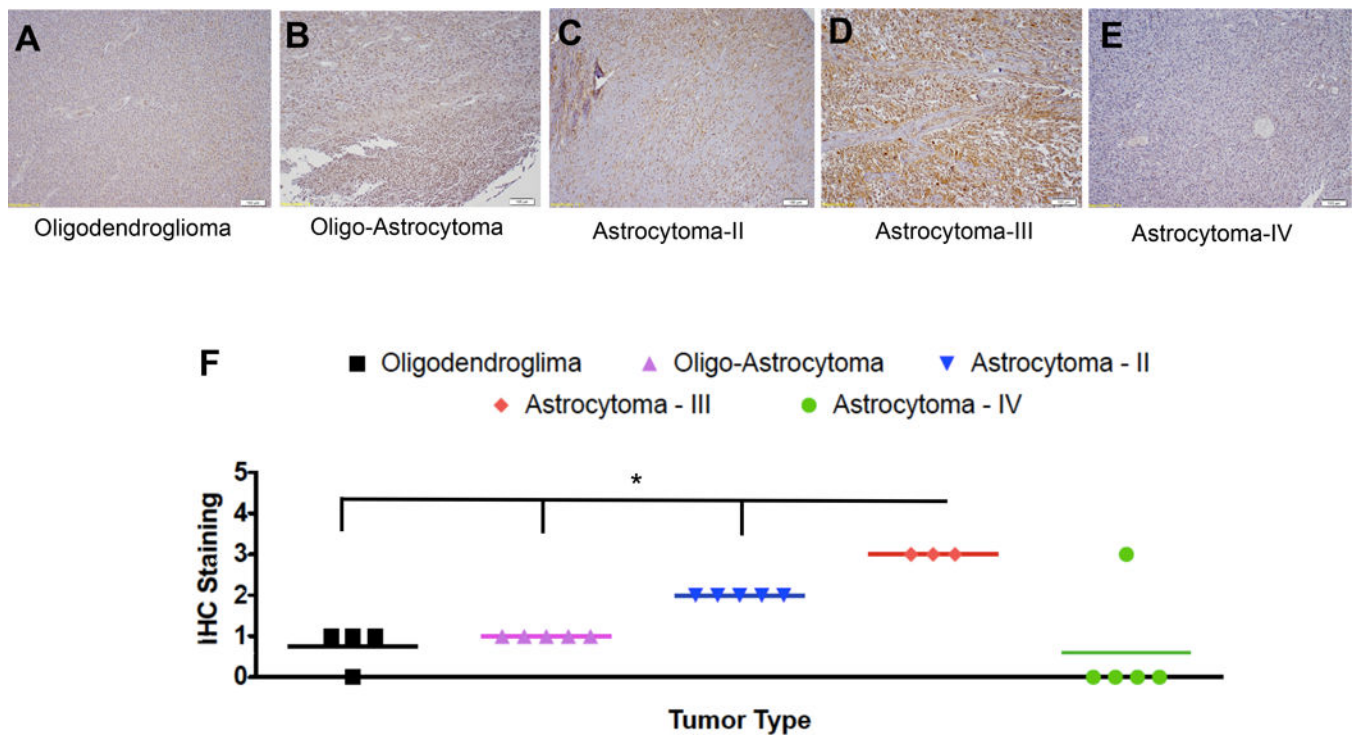 A
B
C
D
E
Oligodendroglioma
Oligo-Astrocytoma
Astrocytoma-II
Astrocytoma-III
Astrocytoma-IV
F
Oligodendroglima
Oligo-Astrocytoma
Astrocytoma - II
Astrocytoma - III
Astrocytoma - IV
*
IHC Staining
5
4
3
2
1
0
Tumor Type